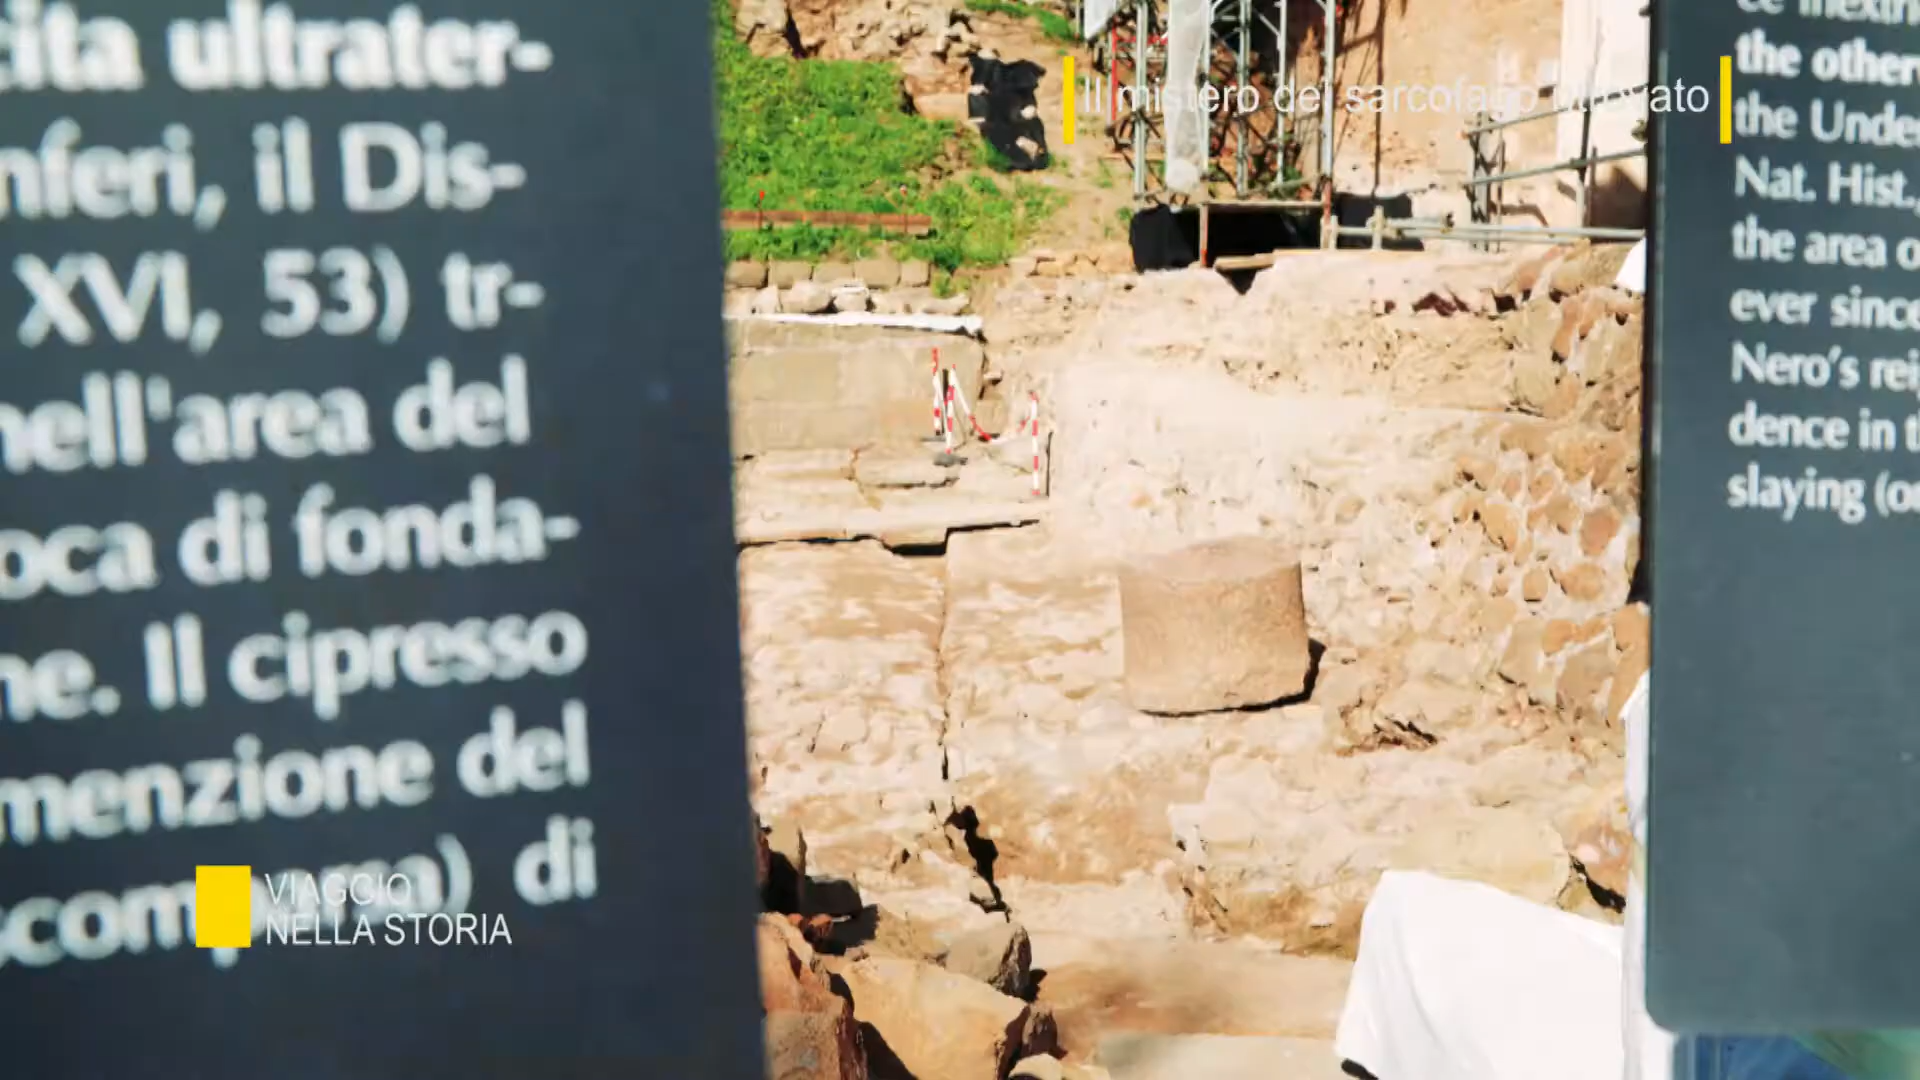 cita ultrater-
nferi, il Dis-
XVI, 53) tr-
nell'area del
oca di fonda-
ne. Il cipresso
menzione del
di
Il mistero del sarcofago ritrovato
the other
the Unde
Nat. Hist.,
the area o
ever since
Nero's rei
dence in t
slaying (o
VIAGGIO
NELLA STORIA